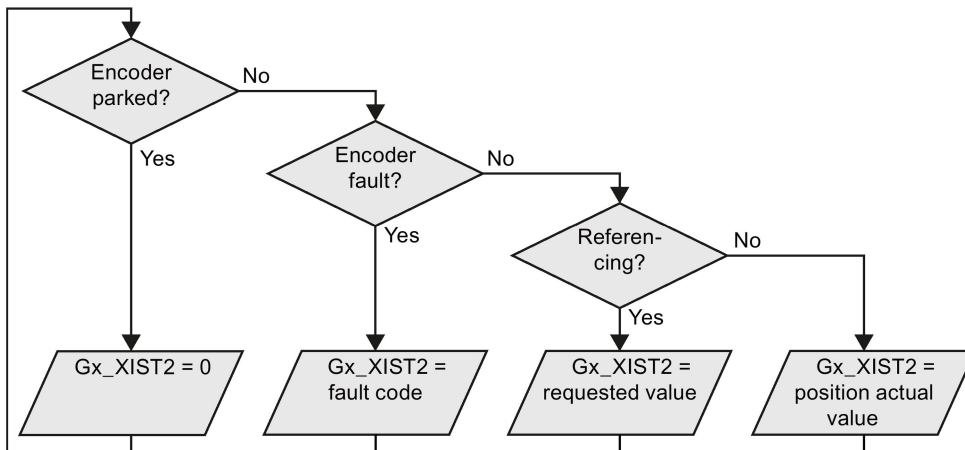 Encoder
parked?
No
Yes
Encoder
fault?
No
Yes
Referen-
cing?
No
Yes
Gx_XIST2 = 0
Gx_XIST2 =
fault code
Gx_XIST2 =
requested value
Gx_XIST2 =
position actual
value